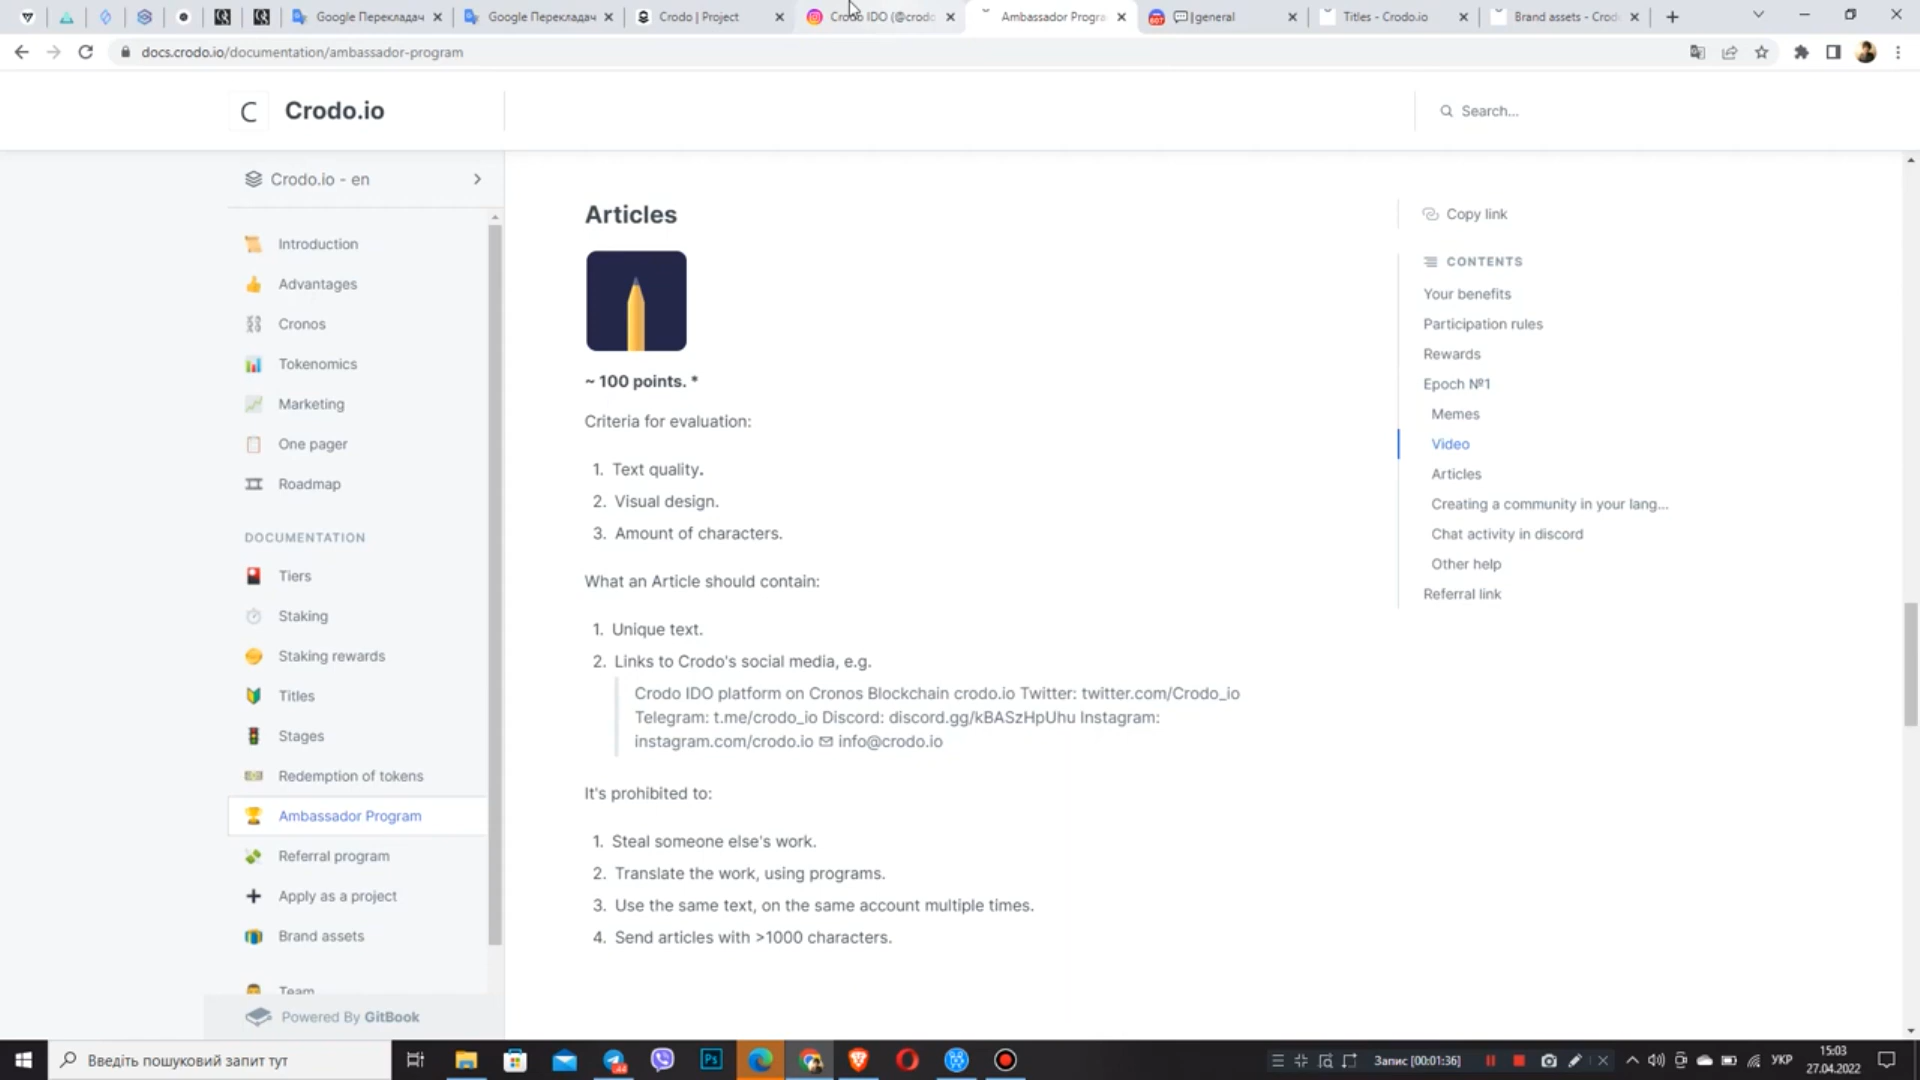 Google Перекладач
Google Перекладач
Crodo | Project
Crodo IDO (@crodo
Ambassador Progra
general
Titles - Crodo.io
Brand assets - Crodo
docs.crodo.io/documentation/ambassador-program
C
Crodo.io
Search...
Crodo.io - en
Introduction
Advantages
Cronos
Tokenomics
Marketing
One pager
Roadmap
DOCUMENTATION
Tiers
Staking
Staking rewards
Titles
Stages
Redemption of tokens
Ambassador Program
Referral program
Apply as a project
Brand assets
Team
Powered By GitBook
Articles
~ 100 points. *
Criteria for evaluation:
1. Text quality.
2. Visual design.
3. Amount of characters.
What an Article should contain:
1. Unique text.
2. Links to Crodo's social media, e.g.
Crodo IDO platform on Cronos Blockchain crodo.io Twitter: twitter.com/Crodo_io
Telegram: t.me/crodo_io Discord: discord.gg/kBASzHpUhu Instagram:
instagram.com/crodo.io ✉ info@crodo.io
It's prohibited to:
1. Steal someone else's work.
2. Translate the work, using programs.
3. Use the same text, on the same account multiple times.
4. Send articles with >1000 characters.
Copy link
CONTENTS
Your benefits
Participation rules
Rewards
Epoch №1
Memes
Video
Articles
Creating a community in your lang...
Chat activity in discord
Other help
Referral link
Введіть пошуковий запит тут
Ps
44
Запис [00:01:36]
УКР
15:03
27.04.2022